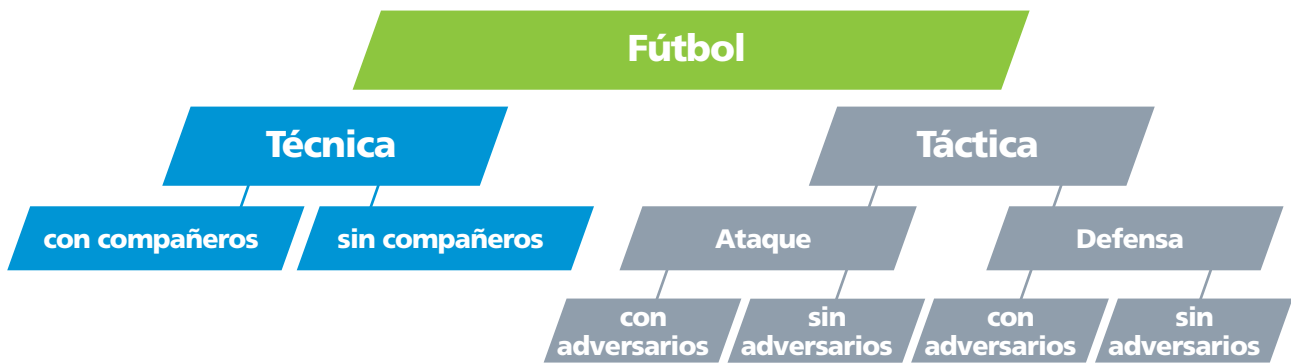 Fútbol
Técnica
Táctica
con compañeros
sin compañeros
Ataque
Defensa
con
adversarios
sin
adversarios
con
adversarios
sin
adversarios